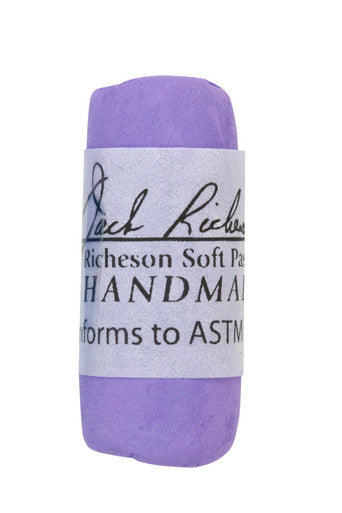 Jack Riches
Richeson Soft Pas
HANDMA
nforms to ASTM